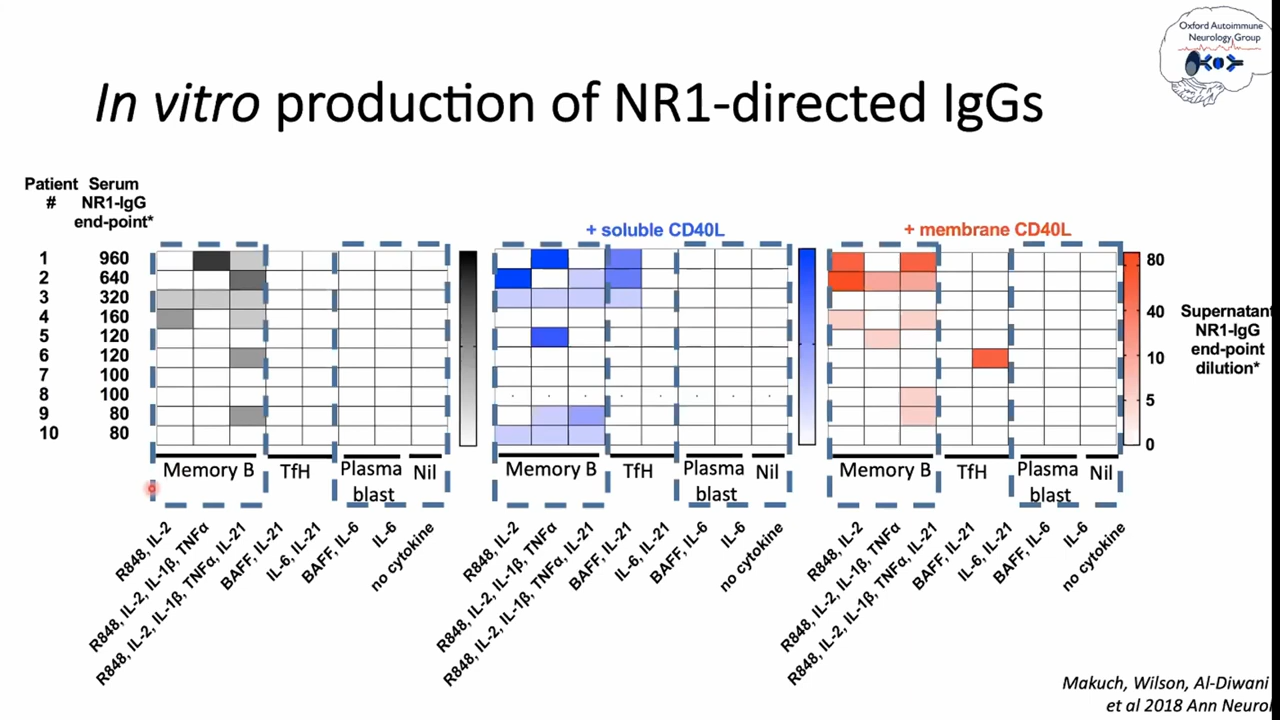 Oxford Autoimmune
Neurology Group
In vitro production of NR1-directed IgGs
Patient
#
Serum
NR1-IgG
end-point*
+ soluble CD40L
+ membrane CD40L
1 960
2 640
3 320
4 160
5 120
6 120
7 100
8 100
9 80
10 80
80
40
10
5
0
Supernatant
NR1-IgG
end-point
dilution*
Memory B
TfH
Plasma
blast
Nil
Memory B
TfH
Plasma
blast
Nil
Memory B
TfH
Plasma
blast
Nil
R848, IL-2
R848, IL-2, IL-1β, TNFα
R848, IL-2, IL-1β, TNFα, IL-21
BAFF, IL-21
IL-6, IL-21
BAFF, IL-6
IL-6
no cytokine
R848, IL-2
R848, IL-2, IL-1β, TNFα
R848, IL-2, IL-1β, TNFα, IL-21
BAFF, IL-21
IL-6, IL-21
BAFF, IL-6
IL-6
no cytokine
R848, IL-2
R848, IL-2, IL-1β, TNFα
R848, IL-2, IL-1β, TNFα, IL-21
BAFF, IL-21
IL-6, IL-21
BAFF, IL-6
IL-6
no cytokine
Makuch, Wilson, Al-Diwani
et al 2018 Ann Neurol